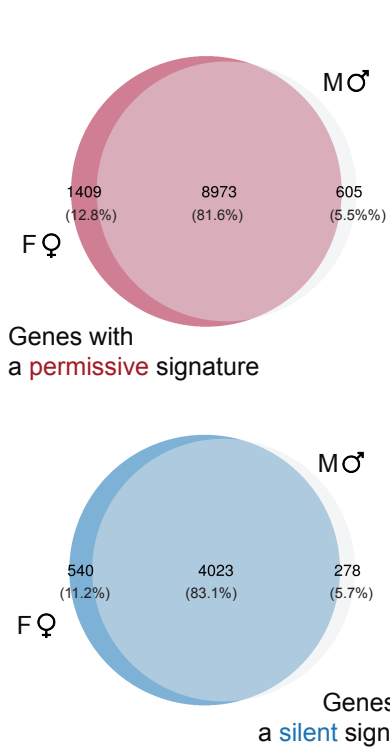 M♂
1409 8973 605
(12.8%) (81.6%) (5.5%%)
F♀
Genes with
a permissive signature
M♂
540 4023 278
(11.2%) (83.1%) (5.7%)
F♀
Genes
a silent sign